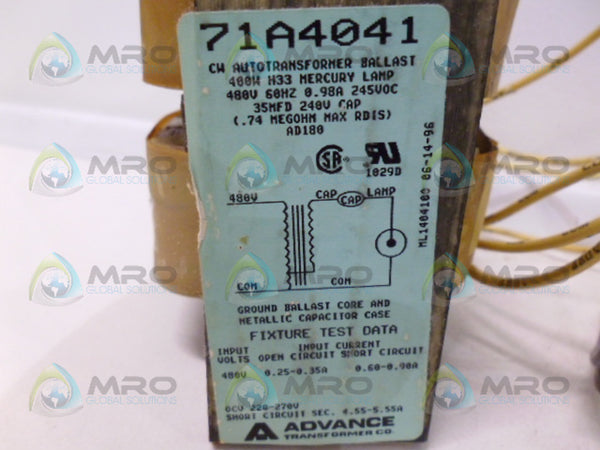 71A4041
CW AUTOTRANSFORMER BALLAST
400W H33 MERCURY LAMP
480V 60HZ 0.98A 245VOC
35MFD 240V CAP
(.74 MEGOHM MAX RDIS)
AD180
1029D
ML1404100 06-14-96
480V CAP CAP LAMP
COM COM
GROUND BALLAST CORE AND
METALLIC CAPACITOR CASE
FIXTURE TEST DATA
INPUT INPUT CURRENT
VOLTS OPEN CIRCUIT SHORT CIRCUIT
480V 0.25-0.35A 0.60-0.90A
OCV 220-270V
SHORT CIRCUIT SEC. 4.55-5.55A
ADVANCE
TRANSFORMER CO.
MRO
GLOBAL SOLUTIONS